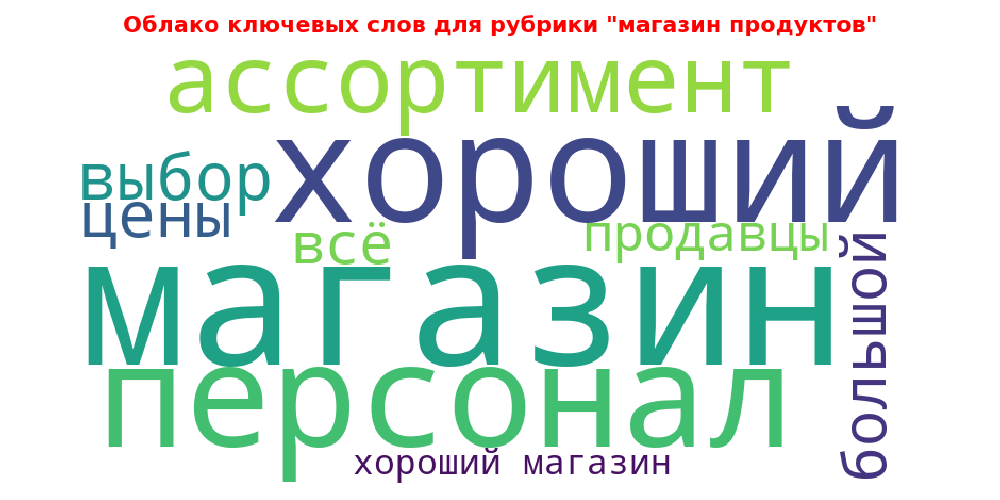 Облако ключевых слов для рубрики "магазин продуктов"
ассортимент
хороший
выбор
цены
всё
продавцы
магазин
большой
персонал
хороший магазин